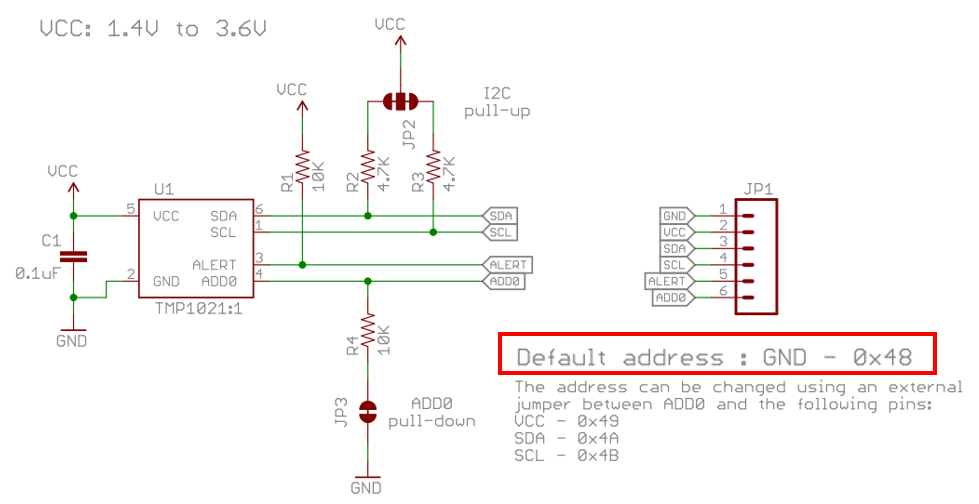 VCC: 1.4V to 3.6V
VCC
I2C
pull-up
JP2
VCC
R1
10K
R2
4.7K
R3
4.7K
VCC
U1
5
VCC
SDA
6
SDA
SCL
1
SCL
C1
0.1uF
ALERT
3
ALERT
2
GND
ADD0
4
ADD0
TMP1021:1
GND
R4
10K
JP3
ADD0
pull-down
GND
JP1
GND
1
VCC
2
SDA
3
SCL
4
ALERT
5
ADD0
6
Default address : GND - 0x48
The address can be changed using an external
jumper between ADD0 and the following pins:
VCC - 0x49
SDA - 0x4A
SCL - 0x4B